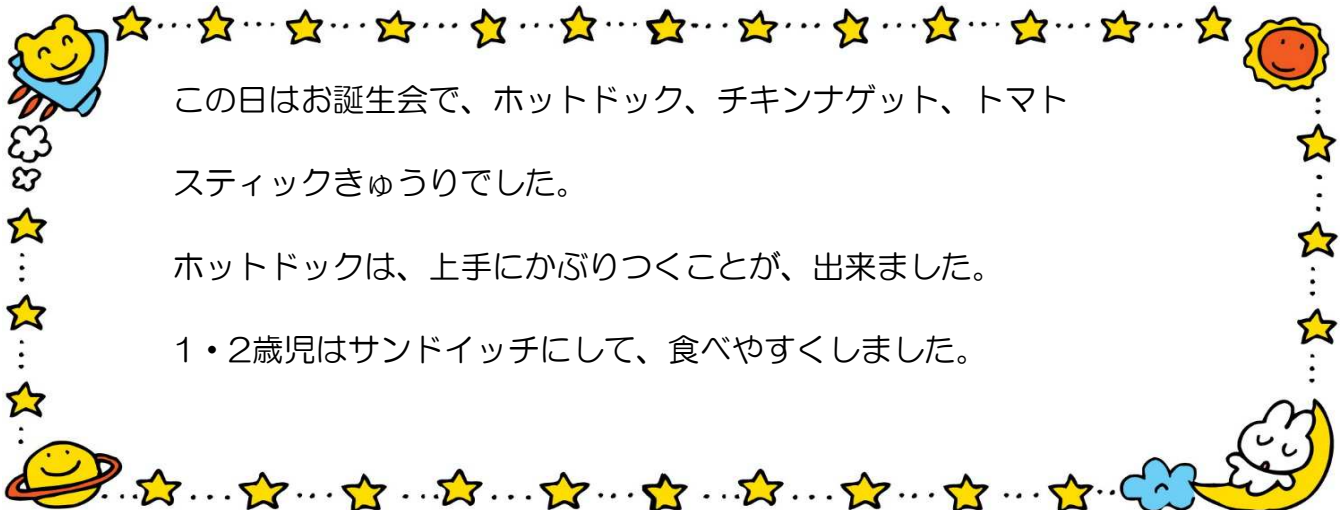 この日はお誕生会で、ホットドック、チキンナゲット、トマト
スティックきゅうりでした。
ホットドックは、上手にかぶりつくことが、出来ました。
1・2歳児はサンドイッチにして、食べやすくしました。